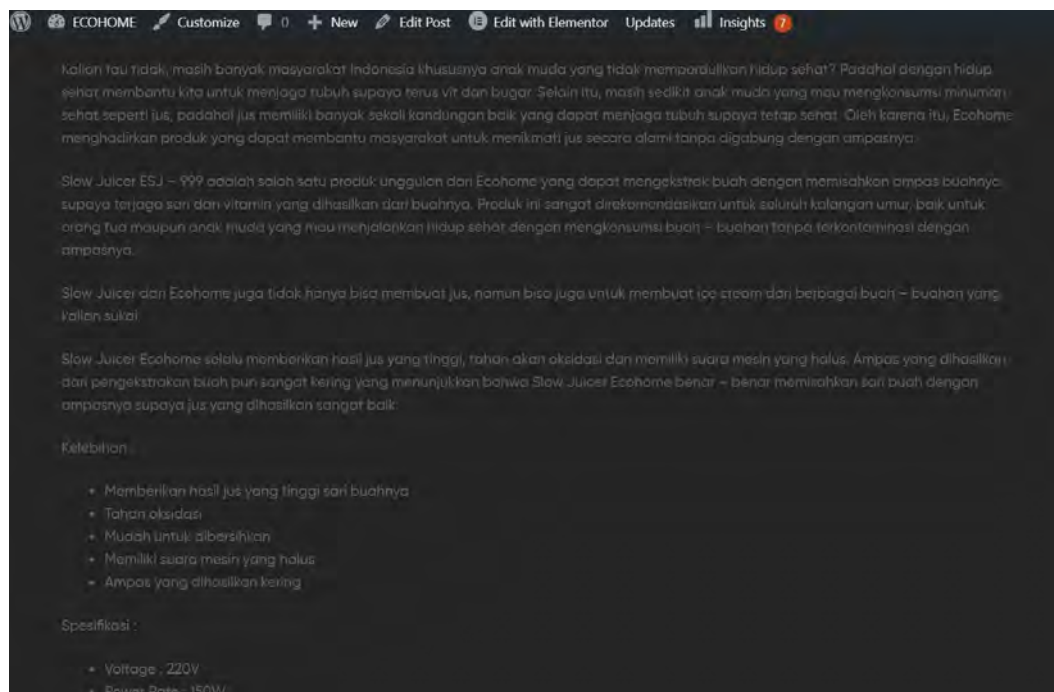 ECOHOME Customize 0 New Edit Post Edit with Elementor Updates Insights 7
Kalian tau tidak, masih banyak masyarakat Indonesia khususnya anak muda yang tidak memperdulikan hidup sehat? Padahal dengan hidup
sehat membantu kita untuk menjaga tubuh supaya terus vit dan bugar. Selain itu, masih sedikit anak muda yang mau mengkonsumsi minuman
sehat seperti jus, padahal jus memiliki banyak sekali kandungan baik yang dapat menjaga tubuh supaya tetap sehat. Oleh karena itu, Ecohome
menghadirkan produk yang dapat membantu masyarakat untuk menikmati jus secara alami tanpa digabung dengan ampasnya.
Slow Juicer ESJ – 999 adalah salah satu produk unggulan dari Ecohome yang dapat mengekstrak buah dengan memisahkan ampas buahnya
supaya terjaga sari dan vitamin yang dihasilkan dari buahnya. Produk ini sangat direkomendasikan untuk seluruh kalangan umur, baik untuk
orang tua maupun anak muda yang mau menjalankan hidup sehat dengan mengkonsumsi buah – buahan tanpa terkontaminasi dengan
ampasnya.
Slow Juicer dari Ecohome juga tidak hanya bisa membuat jus, namun bisa juga untuk membuat ice cream dari berbagai buah – buahan yang
kalian sukai.
Slow Juicer Ecohome selalu memberikan hasil jus yang tinggi, tahan akan oksidasi dan memiliki suara mesin yang halus. Ampas yang dihasilkan
dari pengekstrakan buah pun sangat kering yang menunjukkan bahwa Slow Juicer Ecohome benar – benar memisahkan sari buah dengan
ampasnya supaya jus yang dihasilkan sangat baik.
Kelebihan :
• Memberikan hasil jus yang tinggi sari buahnya
• Tahan oksidasi
• Mudah untuk dibersihkan
• Memiliki suara mesin yang halus
• Ampas yang dihasilkan kering
Spesifikasi :
• Voltage : 220V
• Power Rate : 150W